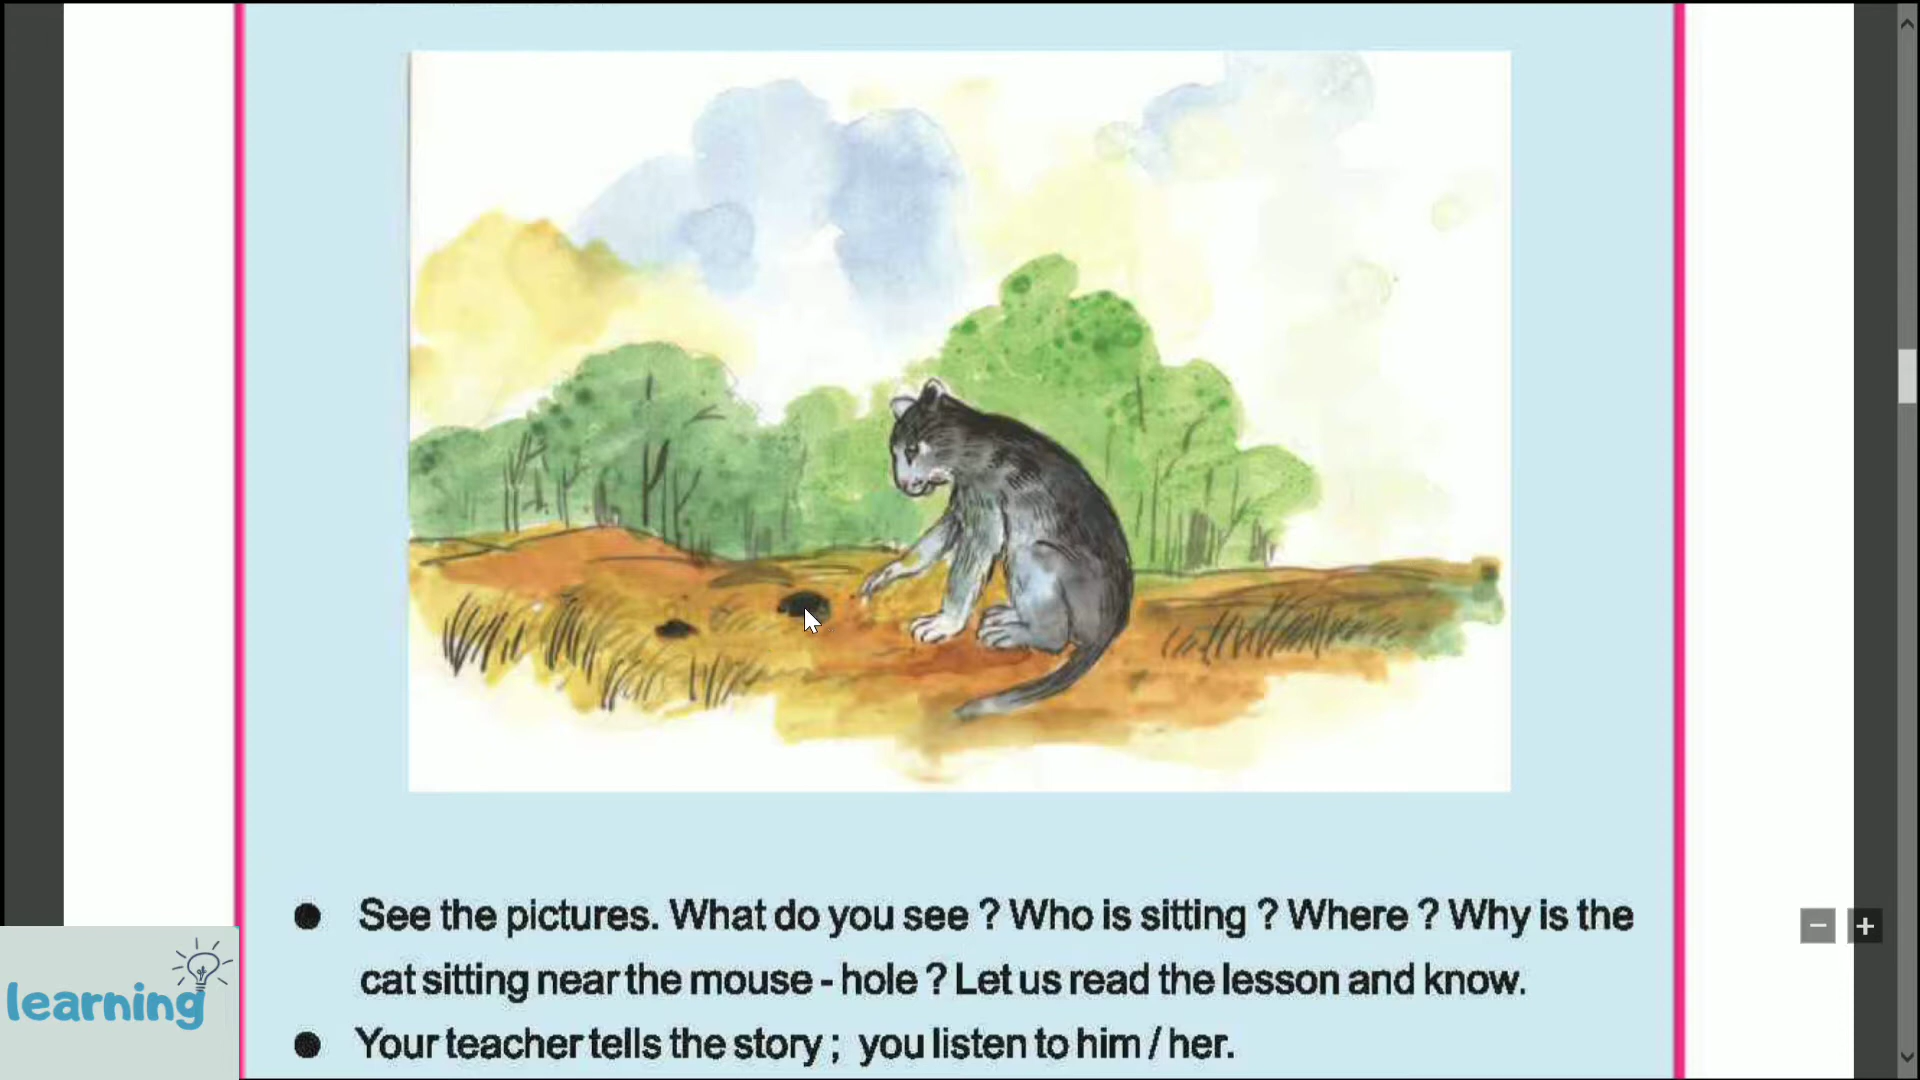 See the pictures. What do you see ? Who is sitting ? Where ? Why is the
cat sitting near the mouse - hole ? Let us read the lesson and know.
Your teacher tells the story ; you listen to him / her.
learning